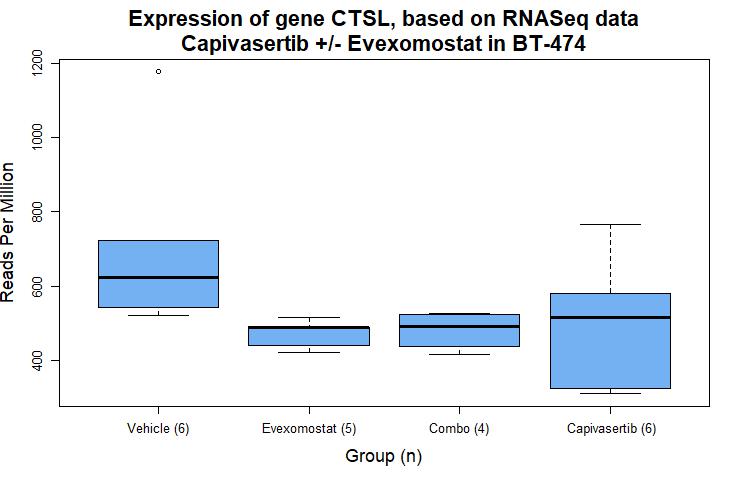 Expression of gene CTSL, based on RNASeq data
Capivasertib +/- Evexomostat in BT-474
Reads Per Million
1200
1000
800
600
400
Vehicle (6)
Evexomostat (5)
Combo (4)
Capivasertib (6)
Group (n)